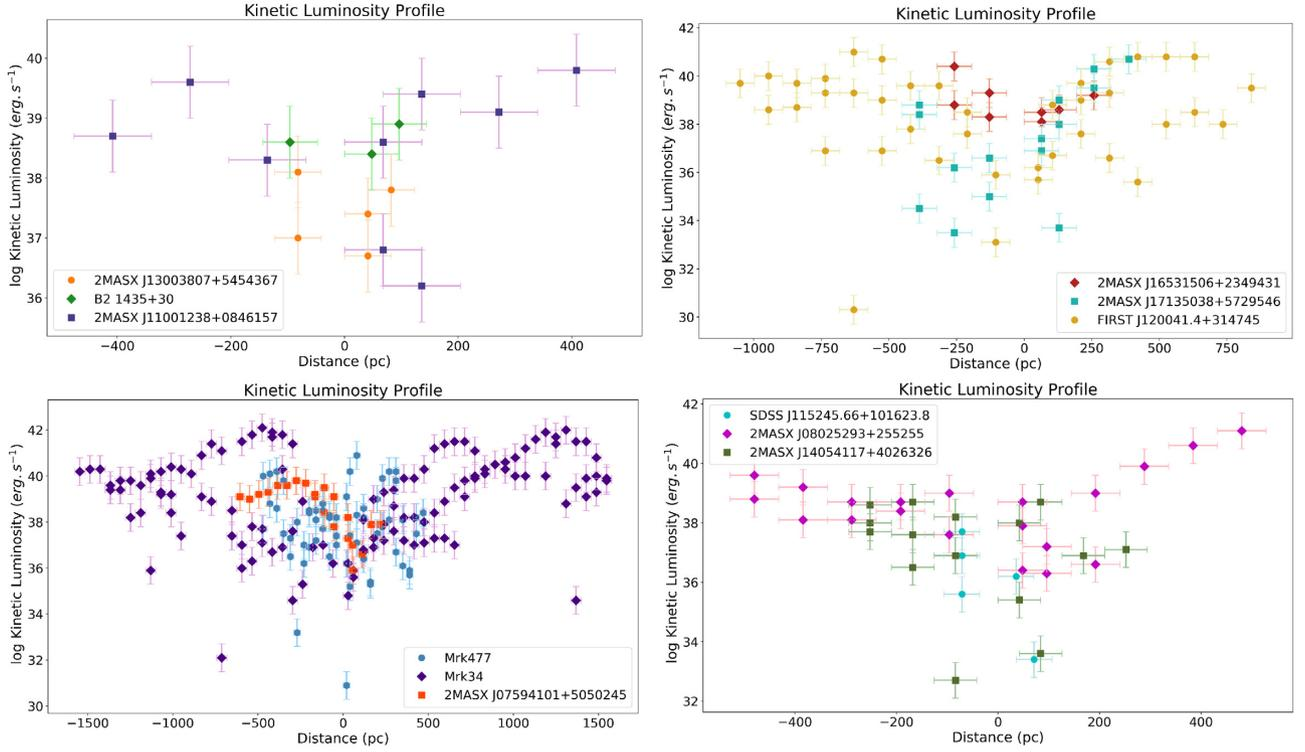 Kinetic Luminosity Profile
log Kinetic Luminosity (erg. s⁻¹)
40
39
38
37
36
2MASX J13003807+5454367
B2 1435+30
2MASX J11001238+0846157
−400 −200 0 200 400
Distance (pc)
Kinetic Luminosity Profile
log Kinetic Luminosity (erg. s⁻¹)
42
40
38
36
34
32
30
2MASX J16531506+2349431
2MASX J17135038+5729546
FIRST J120041.4+314745
−1000 −750 −500 −250 0 250 500 750
Distance (pc)
Kinetic Luminosity Profile
log Kinetic Luminosity (erg. s⁻¹)
42
40
38
36
34
32
30
Mrk477
Mrk34
2MASX J07594101+5050245
−1500 −1000 −500 0 500 1000 1500
Distance (pc)
Kinetic Luminosity Profile
log Kinetic Luminosity (erg. s⁻¹)
42
40
38
36
34
32
SDSS J115245.66+101623.8
2MASX J08025293+255255
2MASX J14054117+4026326
−400 −200 0 200 400
Distance (pc)